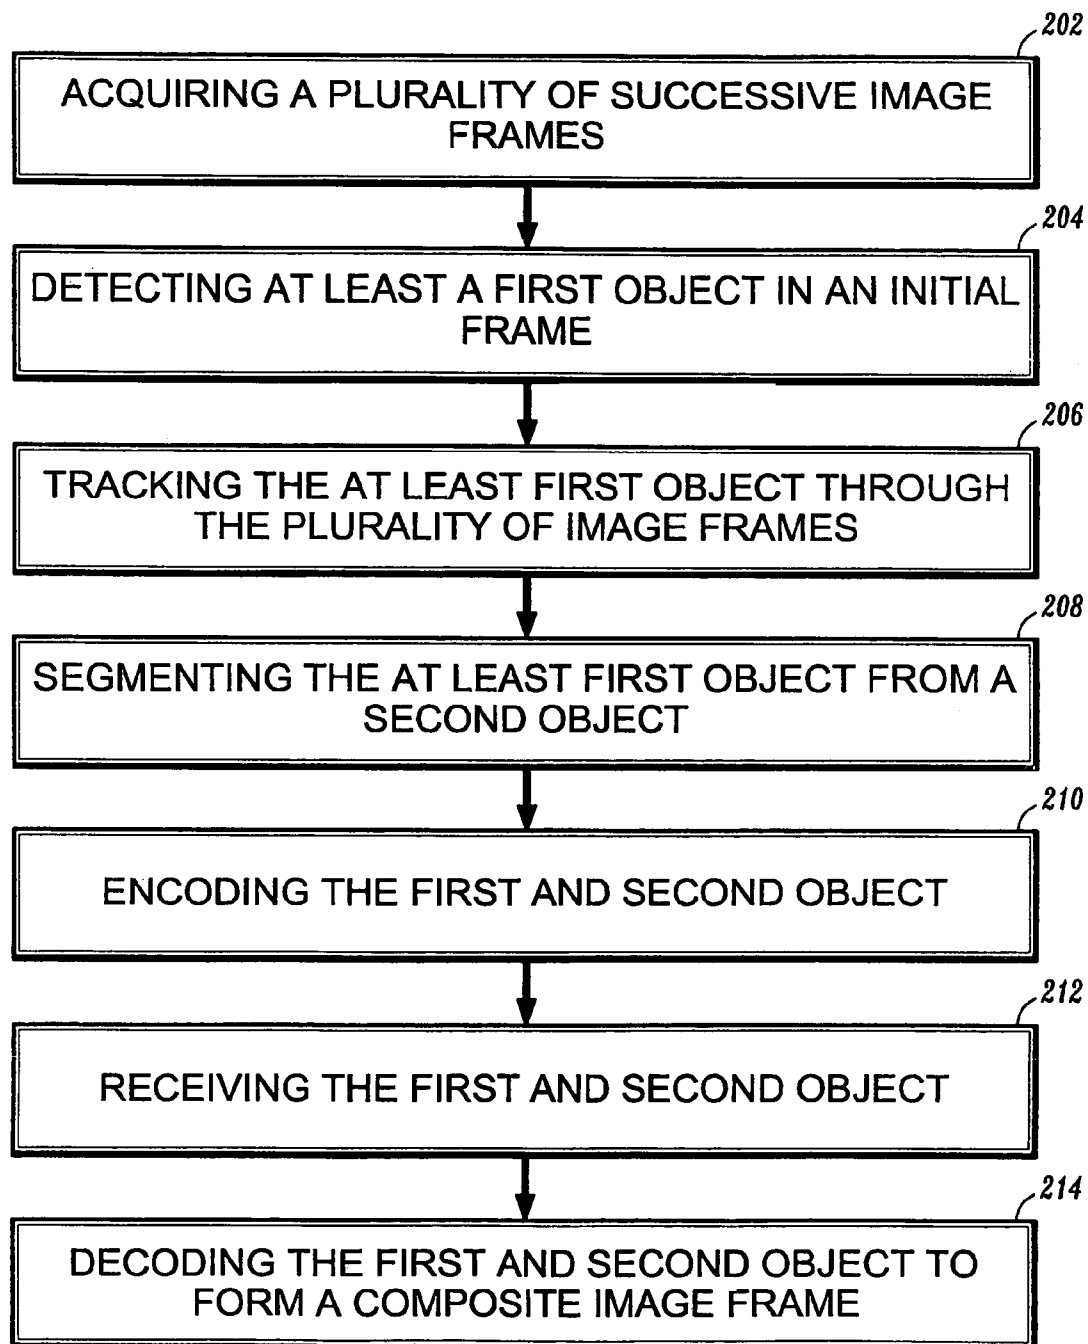 202
ACQUIRING A PLURALITY OF SUCCESSIVE IMAGE
FRAMES
204
DETECTING AT LEAST A FIRST OBJECT IN AN INITIAL
FRAME
206
TRACKING THE AT LEAST FIRST OBJECT THROUGH
THE PLURALITY OF IMAGE FRAMES
208
SEGMENTING THE AT LEAST FIRST OBJECT FROM A
SECOND OBJECT
210
ENCODING THE FIRST AND SECOND OBJECT
212
RECEIVING THE FIRST AND SECOND OBJECT
214
DECODING THE FIRST AND SECOND OBJECT TO
FORM A COMPOSITE IMAGE FRAME